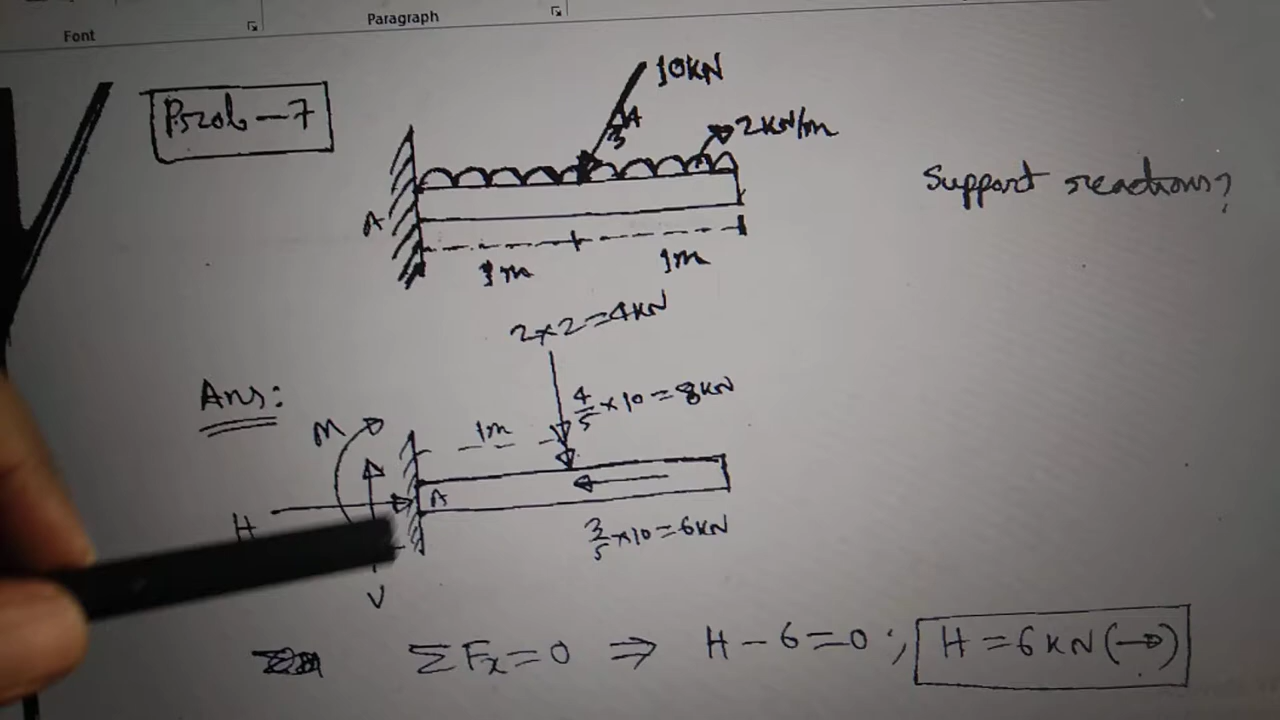 Font
Paragraph
Prob-7
10KN
3 4
2KN/m
Support reactions?
A
1m
1m
2×2=4KN
Ans:
4/5×10=8KN
M
1m
A
H
3/5×10=6KN
V
ΣFx=0 ⇒ H-6=0; H=6KN(→)